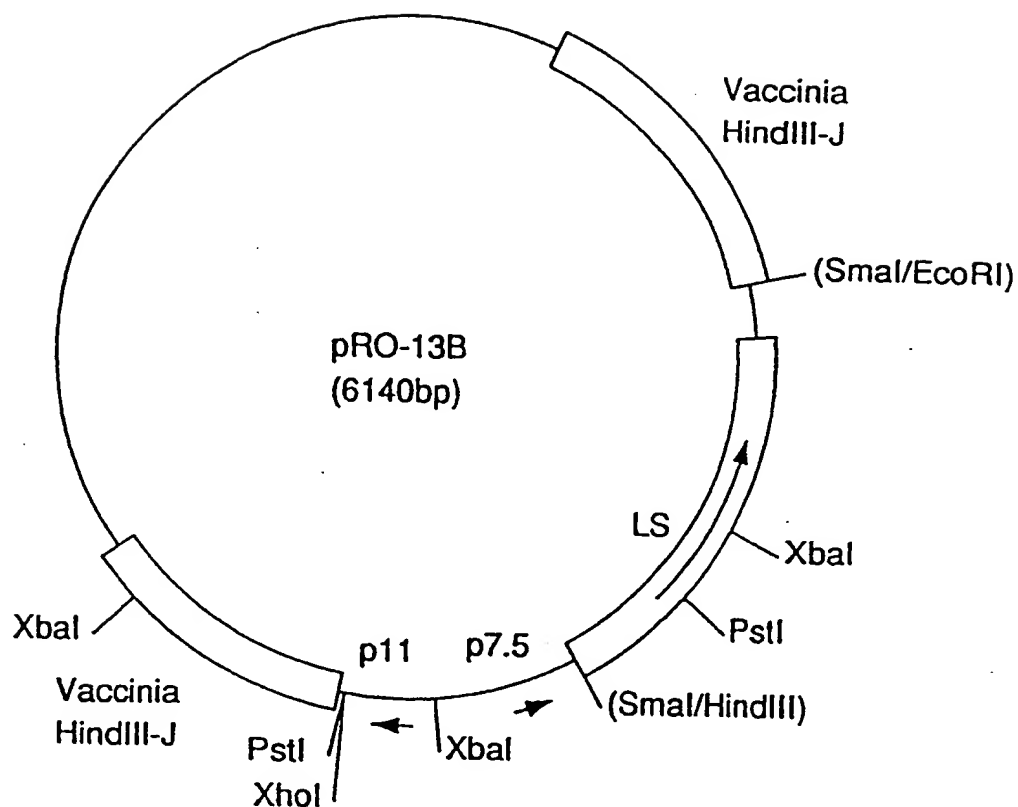 Vaccinia
HindIII-J
(SmaI/EcoRI)
pRO-13B
(6140bp)
LS
XbaI
PstI
XbaI
p11
p7.5
(SmaI/HindIII)
Vaccinia
HindIII-J
PstI
XbaI
XhoI